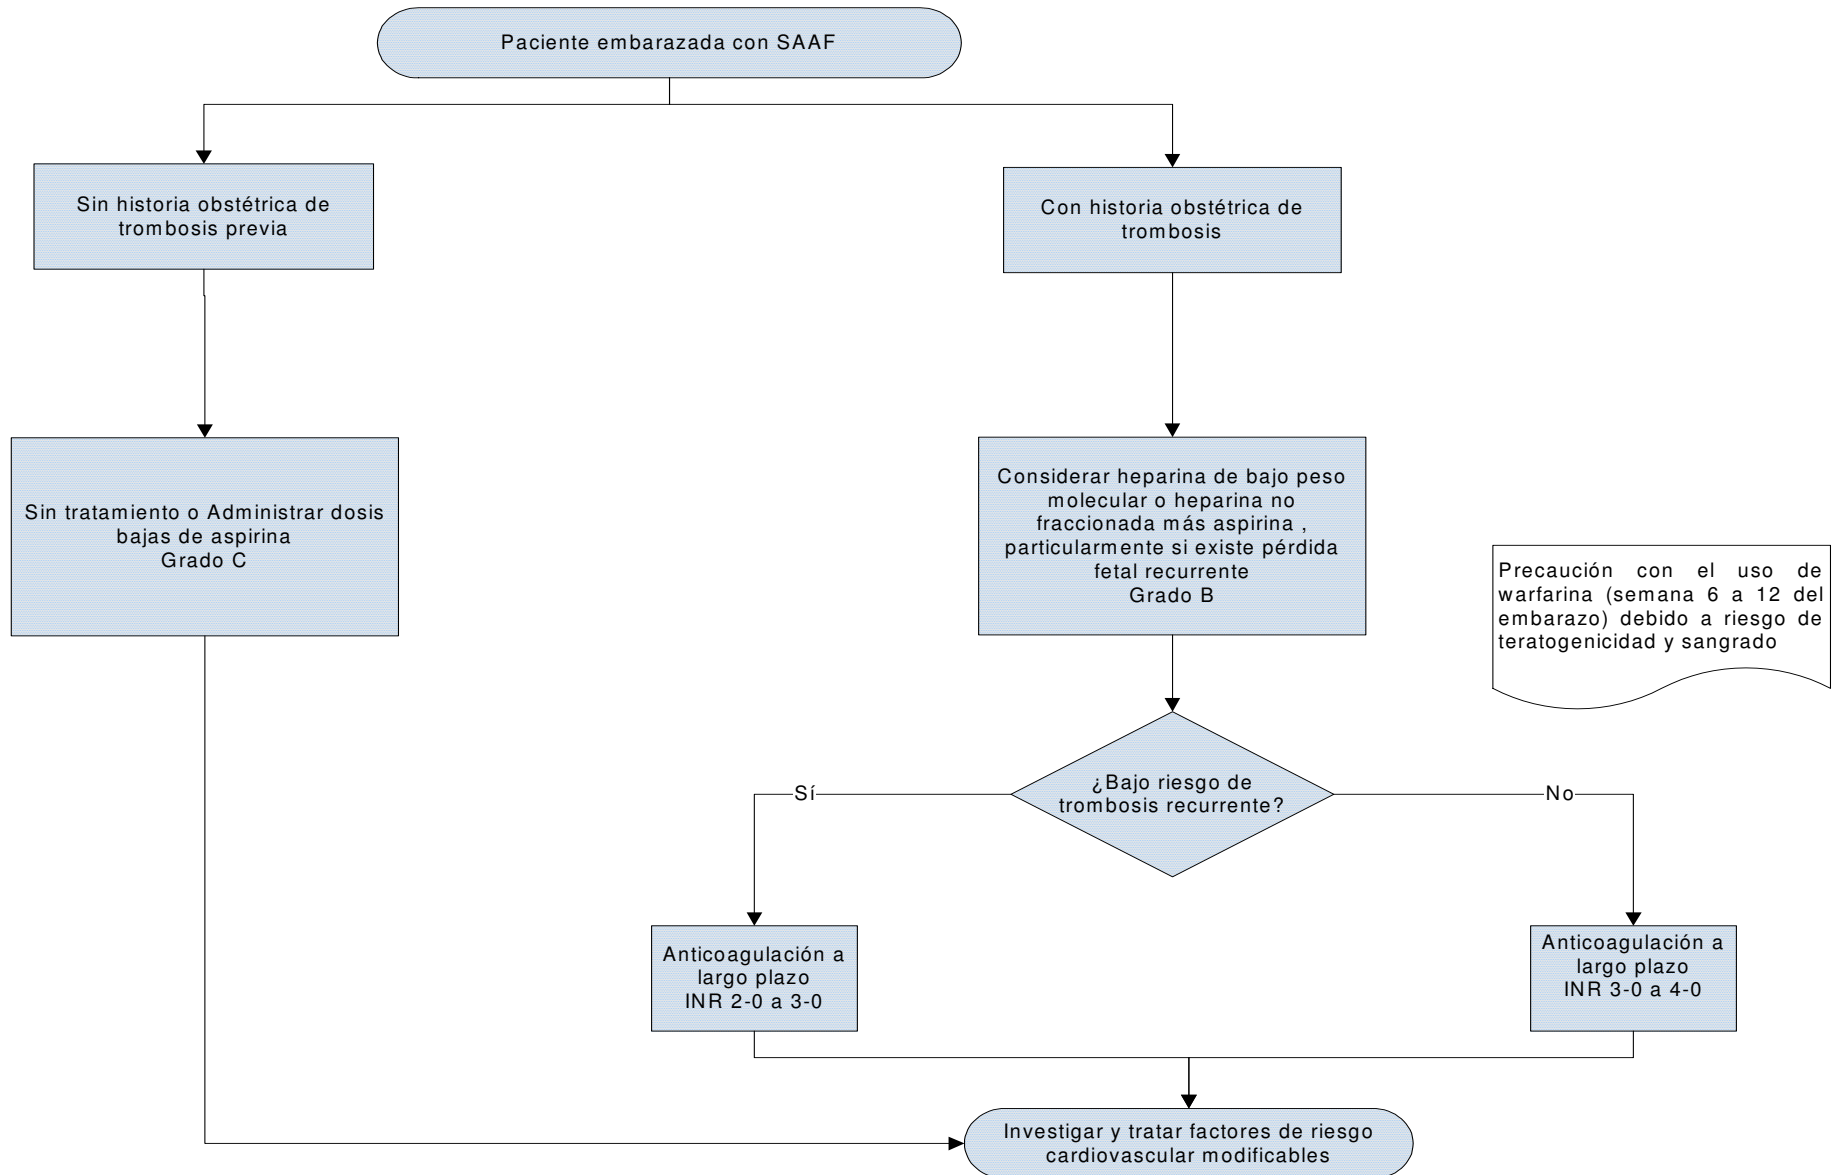 Paciente embarazada con SAAF
Sin historia obstétrica de
trombosis previa
Con historia obstétrica de
trombosis
Sin tratamiento o Administrar dosis
bajas de aspirina
Grado C
Considerar heparina de bajo peso
molecular o heparina no
fraccionada más aspirina ,
particularmente si existe pérdida
fetal recurrente
Grado B
Precaución con el uso de
warfarina (semana 6 a 12 del
embarazo) debido a riesgo de
teratogenicidad y sangrado
¿Bajo riesgo de
trombosis recurrente?
Sí
No
Anticoagulación a
largo plazo
INR 2-0 a 3-0
Anticoagulación a
largo plazo
INR 3-0 a 4-0
Investigar y tratar factores de riesgo
cardiovascular modificables